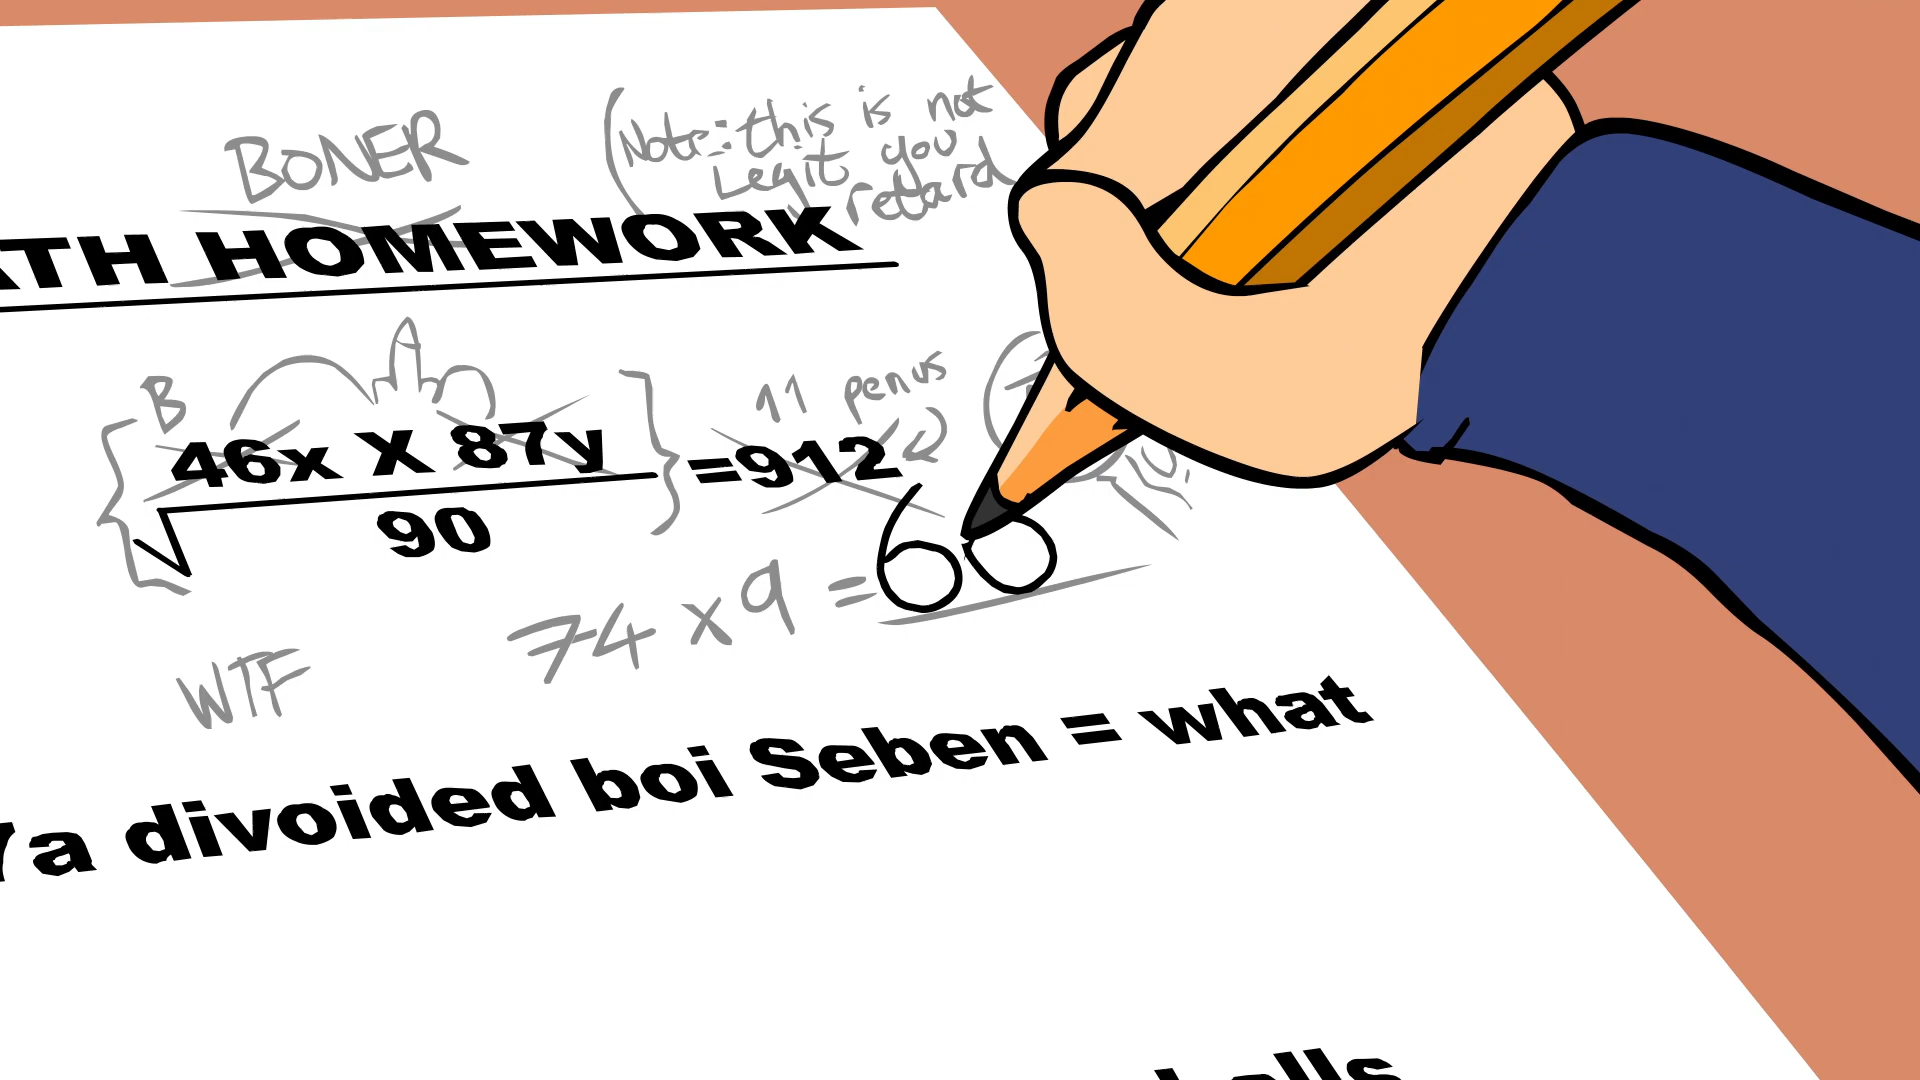 BONER
(Note: this is not
Legit you
retard
ATH HOMEWORK
B
46x X 87y
=912
11 penus
√90
74 x 9 = 60
WTF
a divoided boi Seben = what